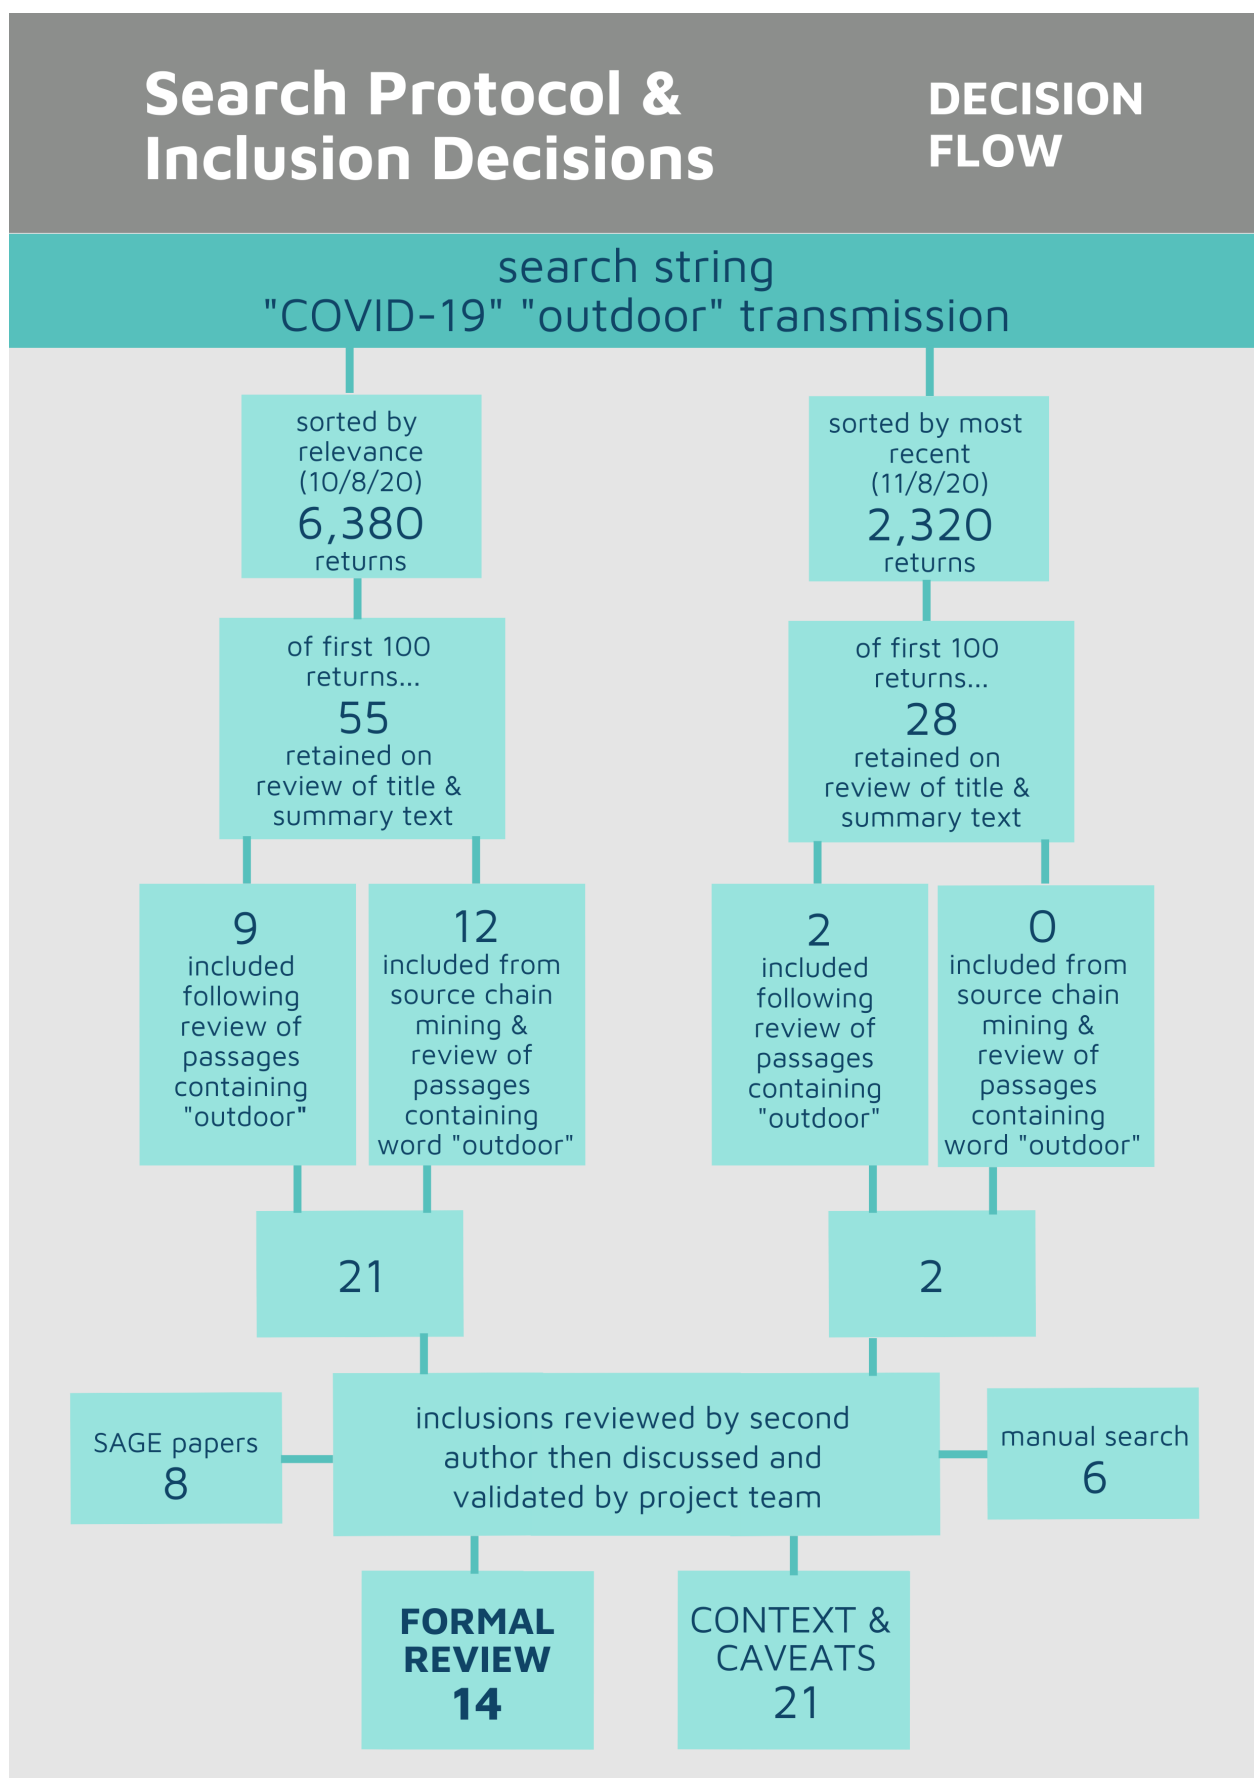 Search Protocol &
Inclusion Decisions
DECISION
FLOW
search string
"COVID-19" "outdoor" transmission
sorted by
relevance
(10/8/20)
6,380
returns
sorted by most
recent
(11/8/20)
2,320
returns
of first 100
returns...
55
retained on
review of title &
summary text
of first 100
returns...
28
retained on
review of title &
summary text
9
included
following
review of
passages
containing
"outdoor"
12
included from
source chain
mining &
review of
passages
containing
word "outdoor"
2
included
following
review of
passages
containing
"outdoor"
0
included from
source chain
mining &
review of
passages
containing
word "outdoor"
21
2
SAGE papers
8
inclusions reviewed by second
author then discussed and
validated by project team
manual search
6
FORMAL
REVIEW
14
CONTEXT &
CAVEATS
21